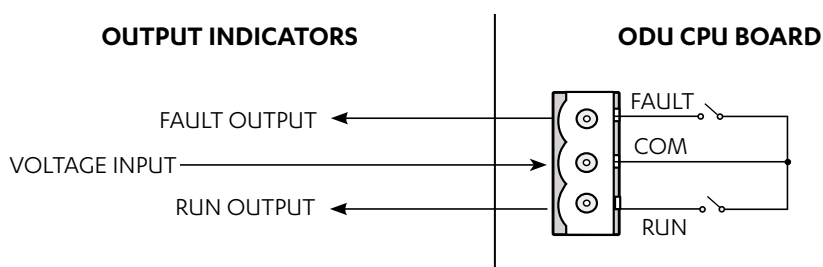 OUTPUT INDICATORS
ODU CPU BOARD
FAULT OUTPUT
FAULT
VOLTAGE INPUT
COM
RUN OUTPUT
RUN